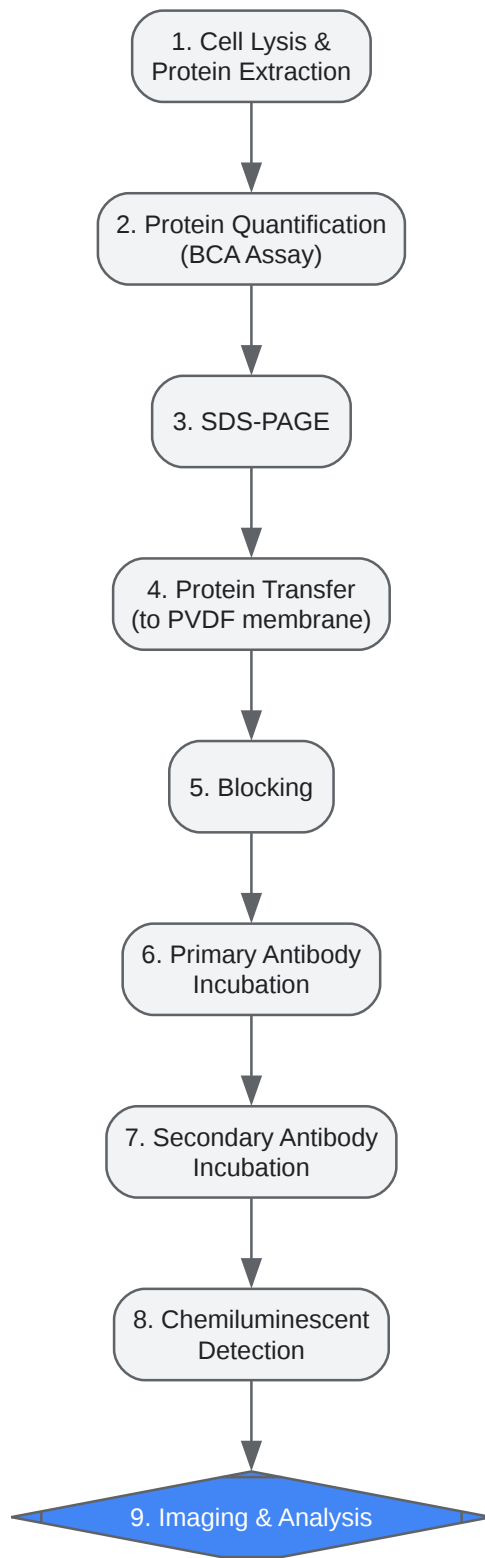 1. Cell Lysis &
Protein Extraction
2. Protein Quantification
(BCA Assay)
3. SDS-PAGE
4. Protein Transfer
(to PVDF membrane)
5. Blocking
6. Primary Antibody
Incubation
7. Secondary Antibody
Incubation
8. Chemiluminescent
Detection
9. Imaging & Analysis